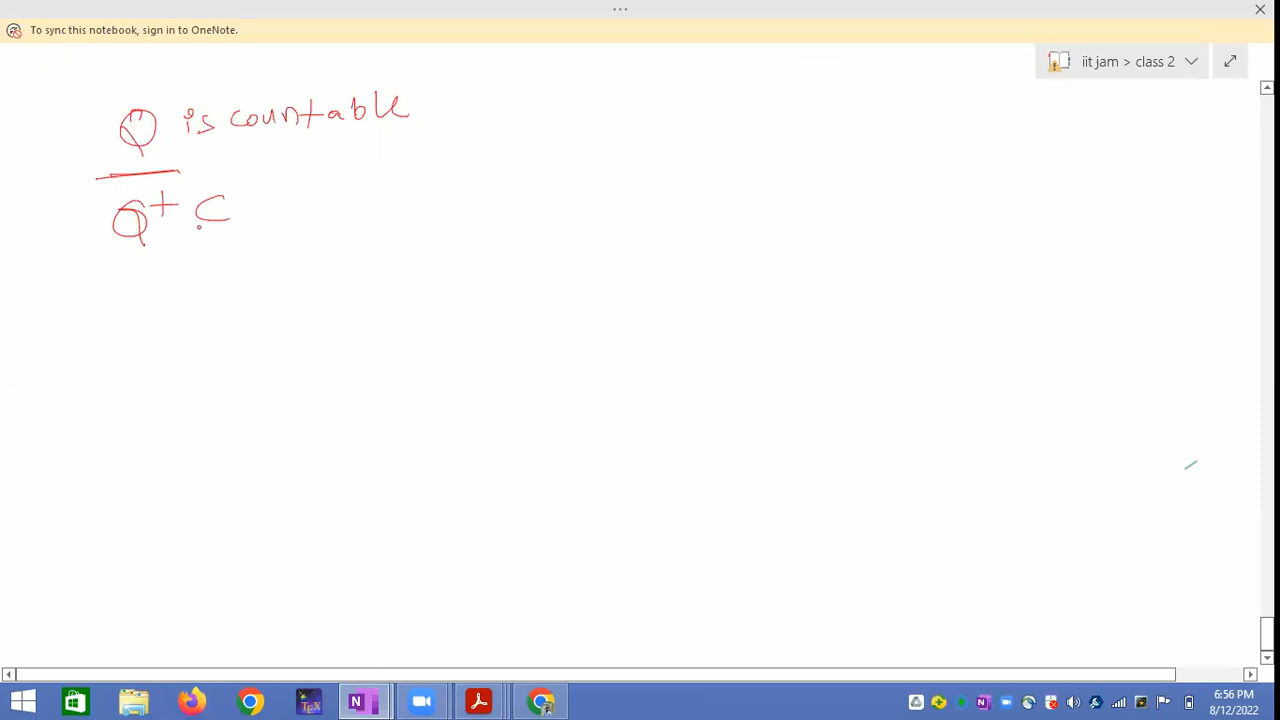 To sync this notebook, sign in to OneNote.
iit jam > class 2
Q is countable
Q+ C
6:56 PM
8/12/2022